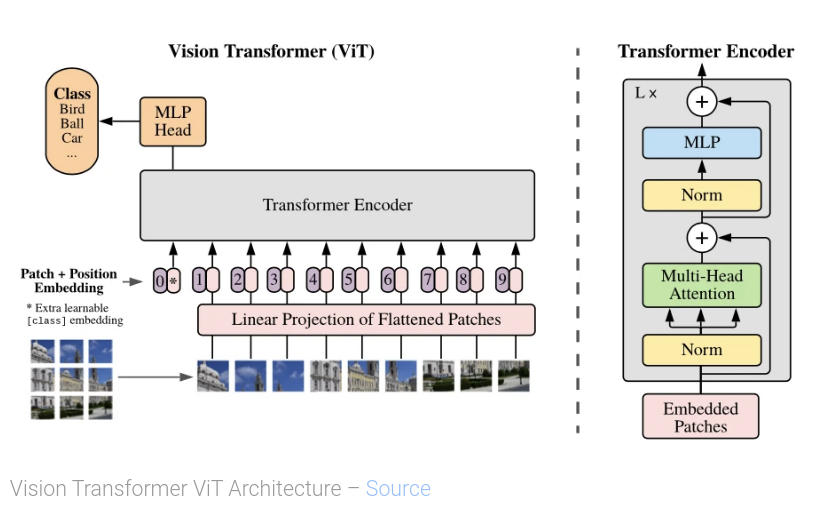 Vision Transformer (ViT)
Class
Bird
Ball
Car
...
MLP
Head
Transformer Encoder
Patch + Position
Embedding
0 * 1 2 3 4 5 6 7 8 9
* Extra learnable
[class] embedding
Linear Projection of Flattened Patches
Transformer Encoder
L ×
+
MLP
Norm
+
Multi-Head
Attention
Norm
Embedded
Patches
Vision Transformer ViT Architecture – Source